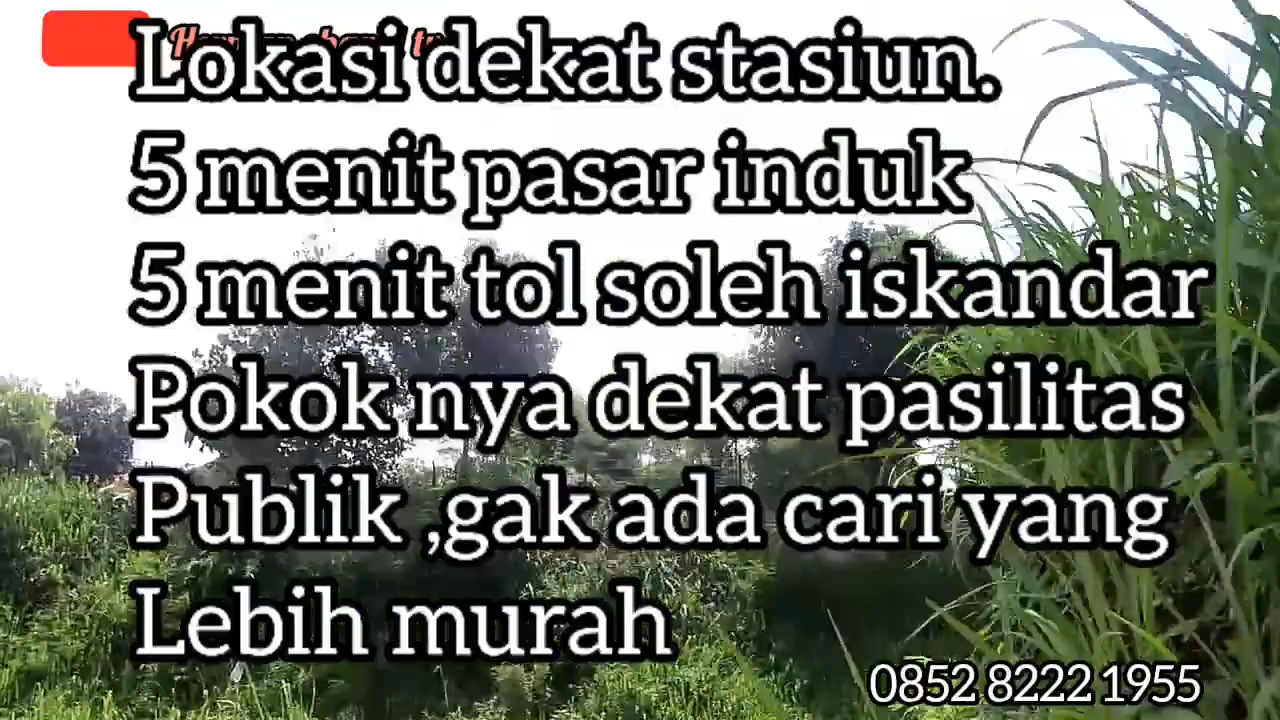 Lokasi dekat stasiun.
5 menit pasar induk
5 menit tol soleh iskandar
Pokok nya dekat pasilitas
Publik ,gak ada cari yang
Lebih murah
0852 8222 1955